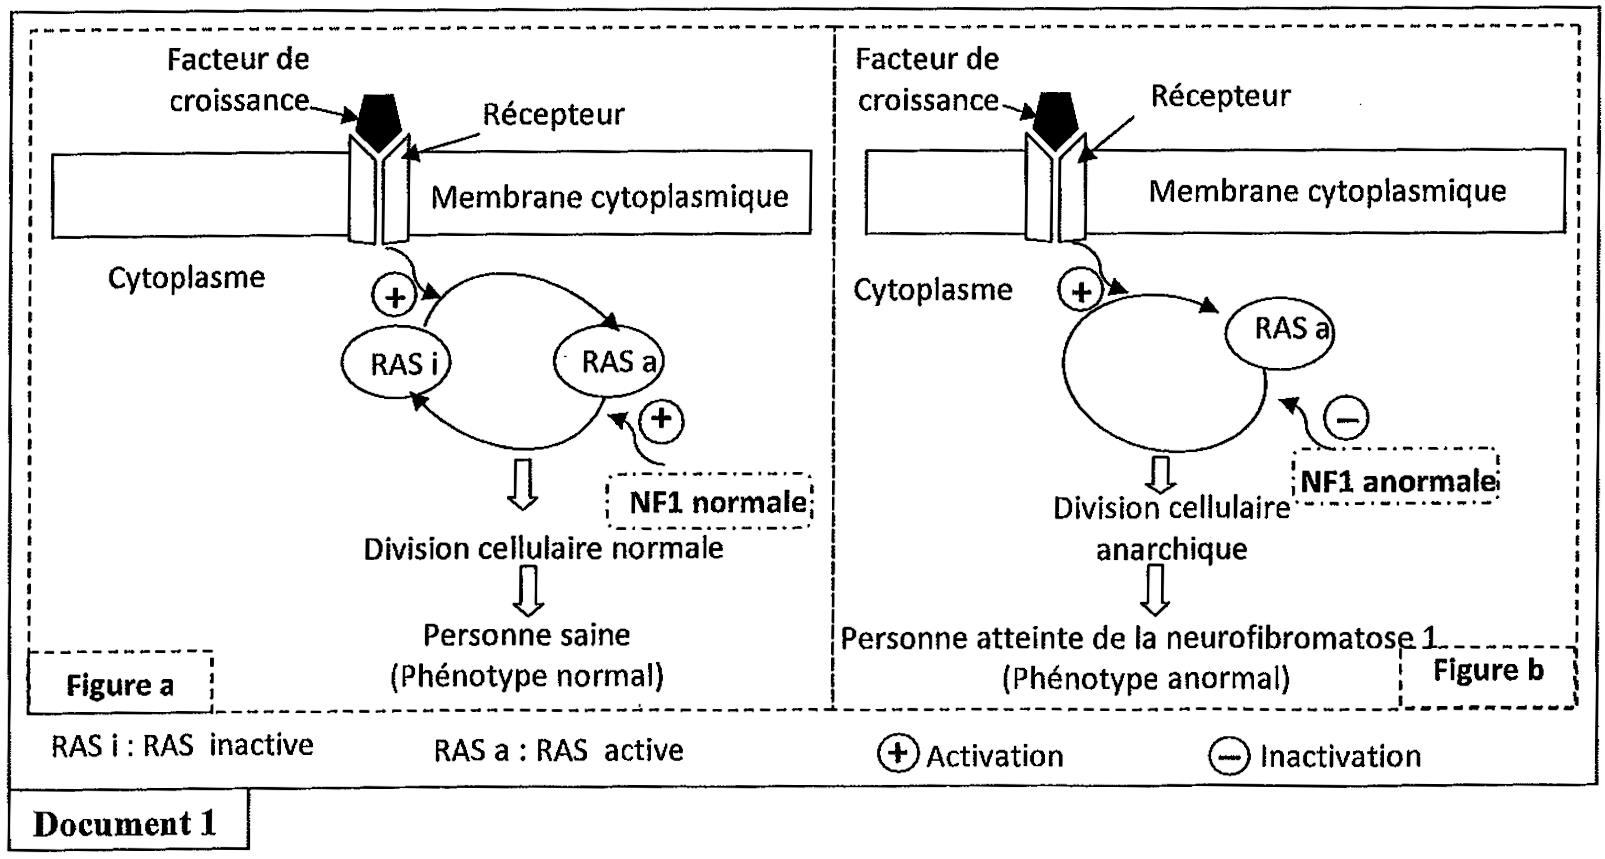 Facteur de
croissance
Récepteur
Membrane cytoplasmique
Cytoplasme
+
RAS i
RAS a
+
NF1 normale
Division cellulaire normale
Personne saine
(Phénotype normal)
Figure a
Facteur de
croissance
Récepteur
Membrane cytoplasmique
Cytoplasme
+
RAS a
−
NF1 anormale
Division cellulaire
anarchique
Personne atteinte de la neurofibromatose 1
(Phénotype anormal)
Figure b
RAS i : RAS inactive
RAS a : RAS active
+ Activation
− Inactivation
Document 1